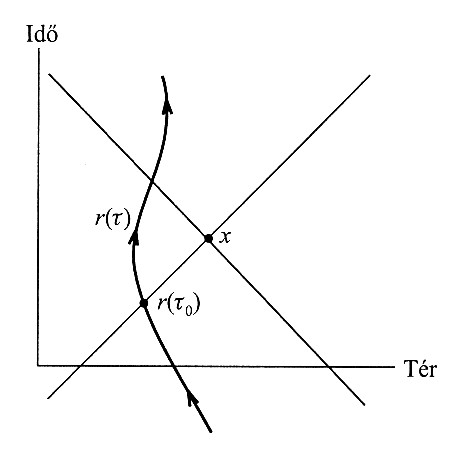 Idő
r(τ)
x
r(τ₀)
Tér